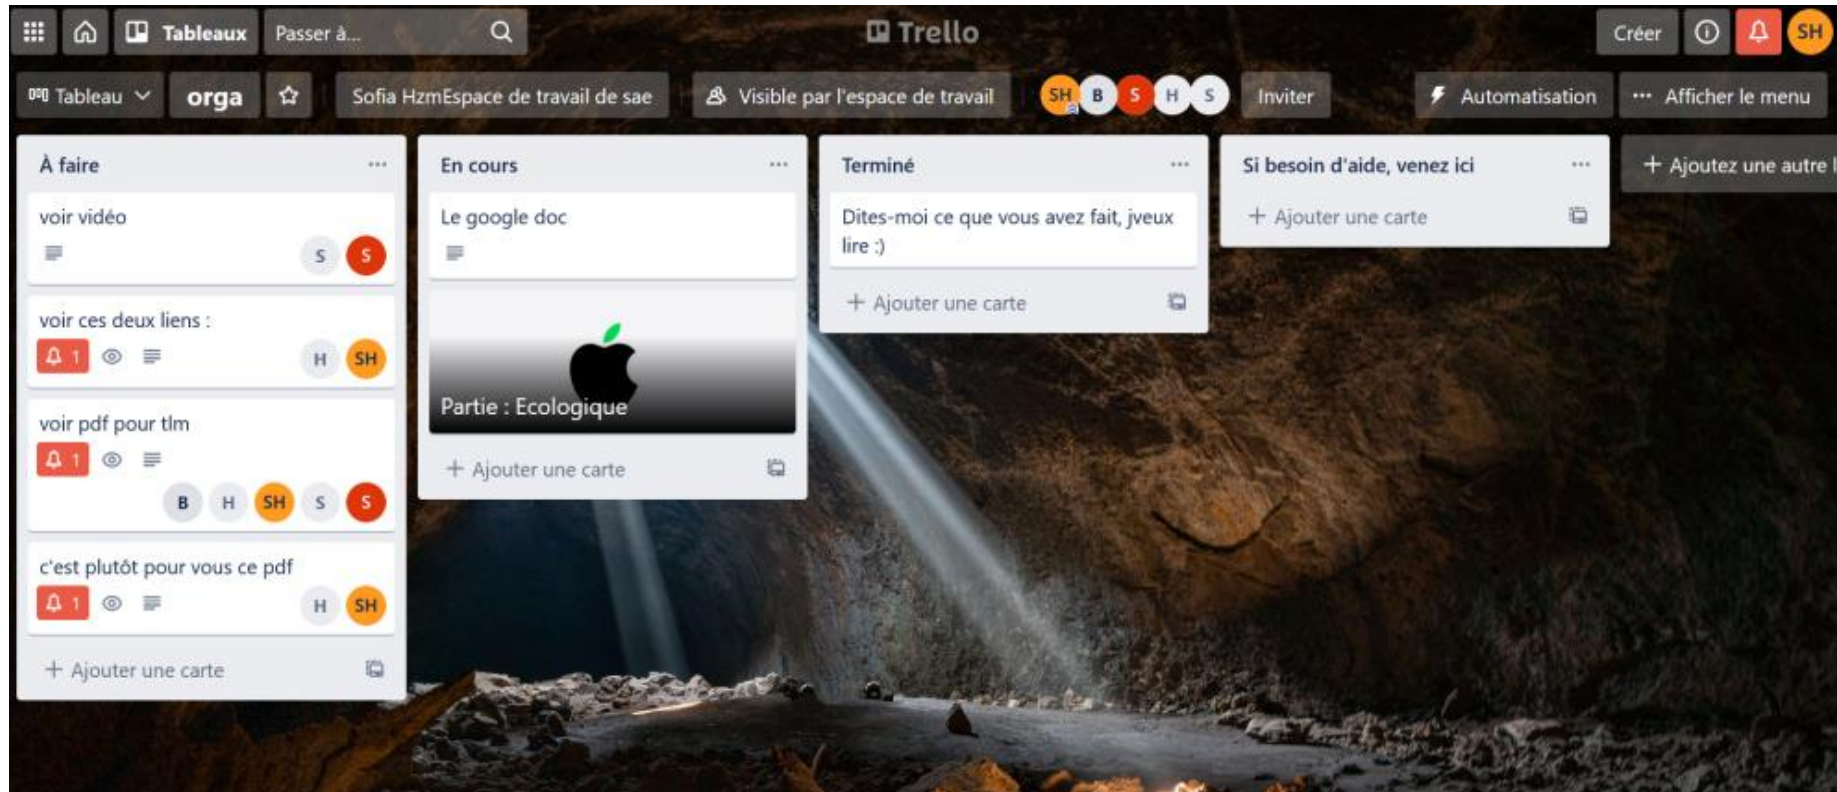 Tableaux Passer à... Trello Créer SH
Tableau orga Sofia HzmEspace de travail de sae Visible par l'espace de travail SH B S H S Inviter Automatisation ... Afficher le menu
À faire
voir vidéo
S S
voir ces deux liens :
1 H SH
voir pdf pour tlm
1
B H SH S S
c'est plutôt pour vous ce pdf
1 H SH
+ Ajouter une carte
En cours
Le google doc
Partie : Ecologique
+ Ajouter une carte
Terminé
Dites-moi ce que vous avez fait, jveux
lire :)
+ Ajouter une carte
Si besoin d'aide, venez ici
+ Ajouter une carte
+ Ajoutez une autre l